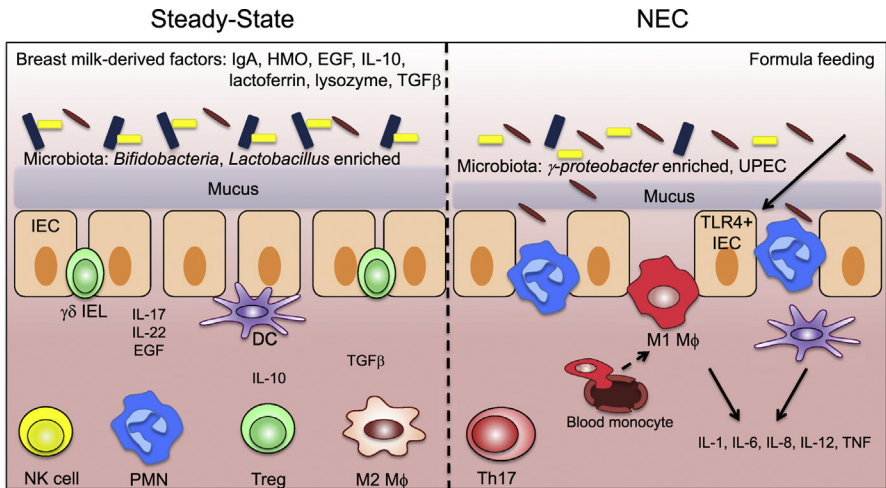 Steady-State
NEC
Breast milk-derived factors: IgA, HMO, EGF, IL-10,
lactoferrin, lysozyme, TGFβ
Formula feeding
Microbiota: Bifidobacteria, Lactobacillus enriched
Microbiota: γ-proteobacter enriched, UPEC
Mucus
Mucus
IEC
TLR4+
IEC
γδ IEL
IL-17
IL-22
EGF
DC
IL-10
TGFβ
M1 Mϕ
Blood monocyte
IL-1, IL-6, IL-8, IL-12, TNF
NK cell
PMN
Treg
M2 Mϕ
Th17